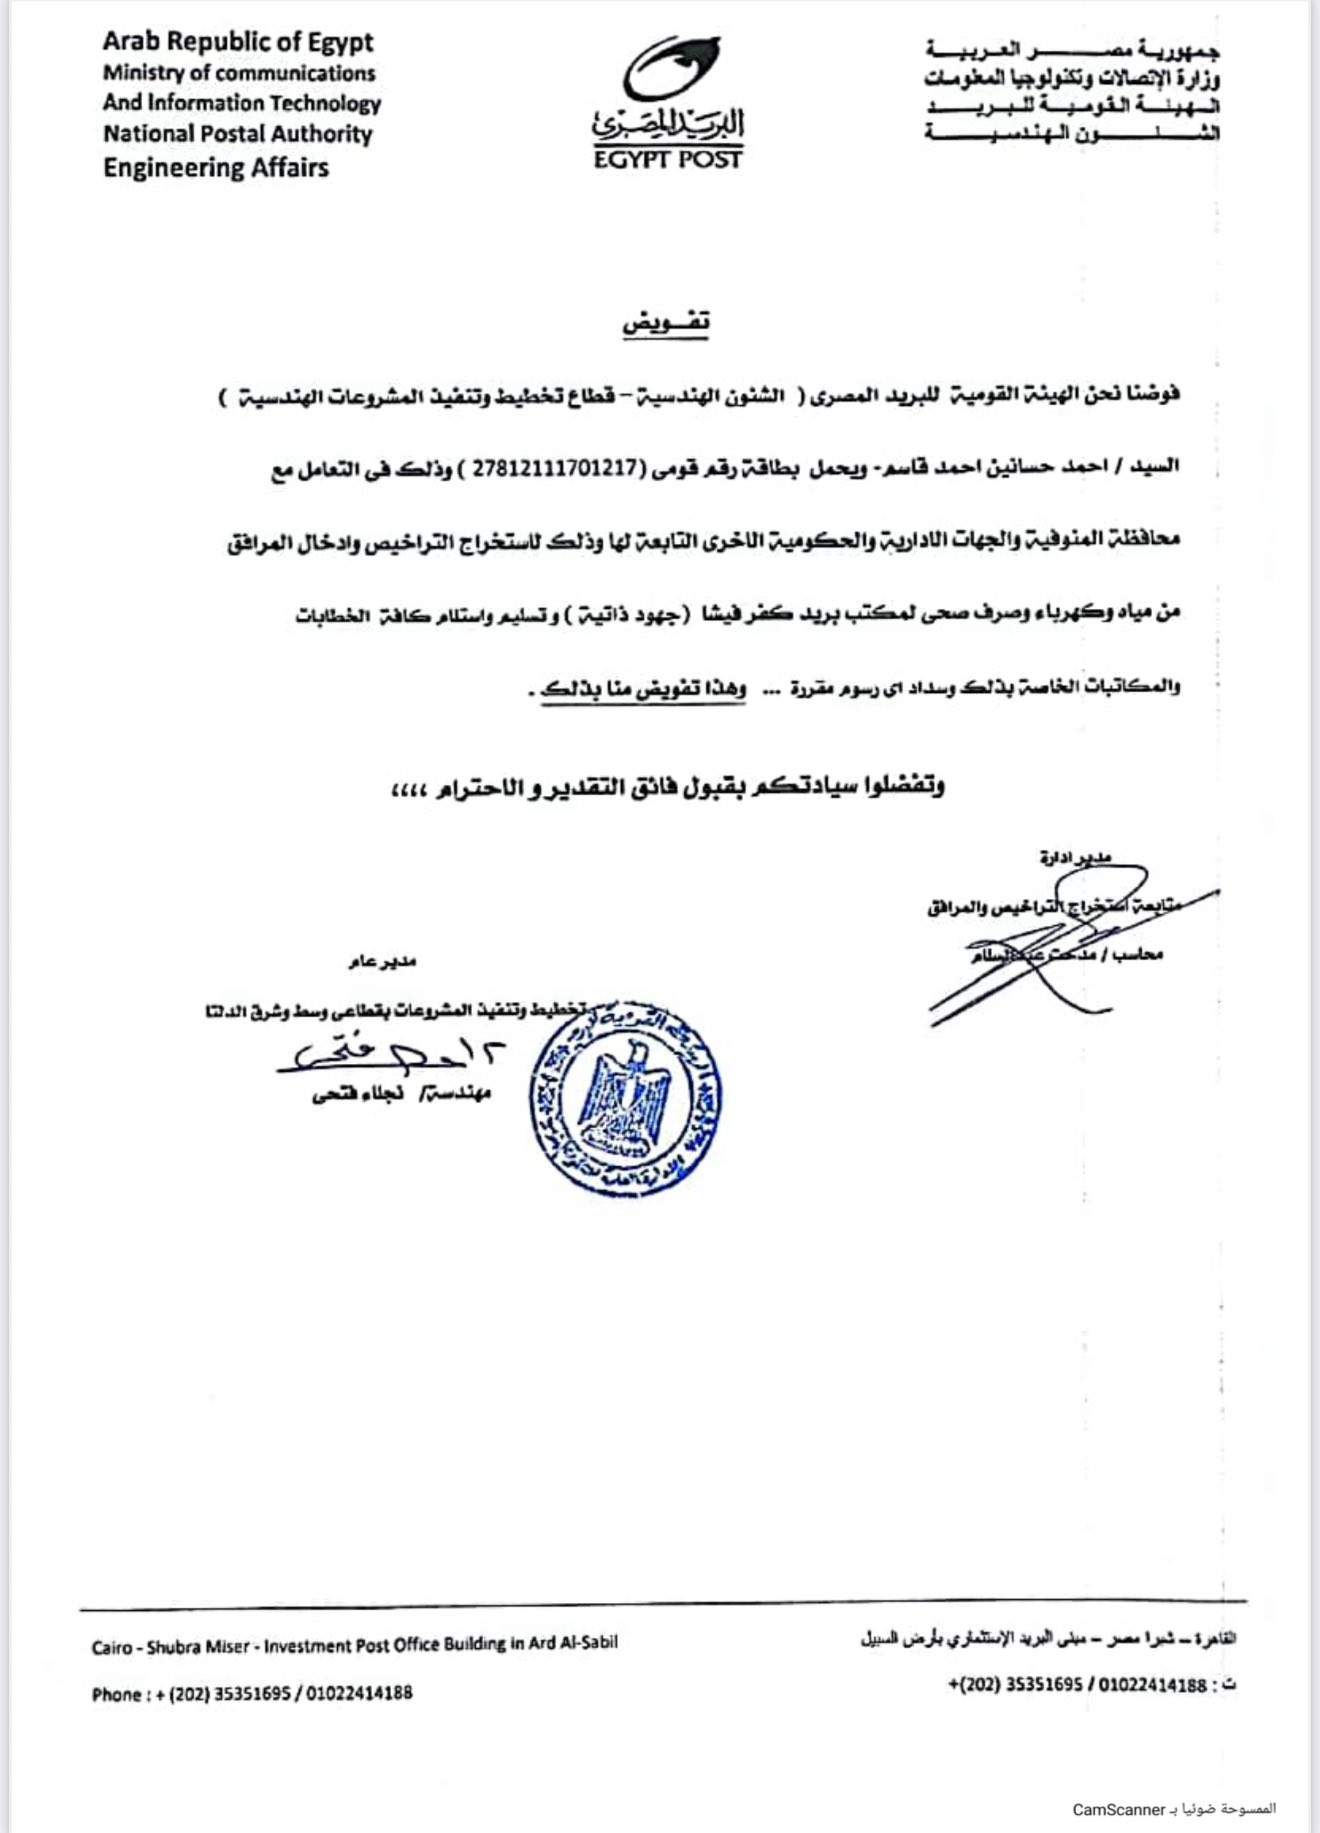 Arab Republic of Egypt
Ministry of communications
And Information Technology
National Postal Authority
Engineering Affairs
البريد المصرى
EGYPT POST
جمهورية مصر العربية
وزارة الإتصالات وتكنولوجيا المعلومات
الهيئة القومية للبريد
الشئون الهندسية
تفويض
فوضنا نحن الهيئة القومية للبريد المصرى ( الشئون الهندسية – قطاع تخطيط وتنفيذ المشروعات الهندسية )
السيد / احمد حسانين احمد قاسم- ويحمل بطاقة رقم قومى (27812111701217 ) وذلك فى التعامل مع
محافظة المنوفية والجهات الادارية والحكومية الاخرى التابعة لها وذلك لاستخراج التراخيص وادخال المرافق
من مياه وكهرباء وصرف صحى لمكتب بريد كفر فيشا (جهود ذاتية ) و تسليم واستلام كافة الخطابات
والمكاتبات الخاصة بذلك وسداد اى رسوم مقررة ... وهذا تفويض منا بذلك .
وتفضلوا سيادتكم بقبول فائق التقدير و الاحترام ،،،،
مدير ادارة
متابعة استخراج التراخيص والمرافق
محاسب / مدحت عبدالسلام
مدير عام
تخطيط وتنفيذ المشروعات بقطاعى وسط وشرق الدلتا
مهندسة/ نجلاء فتحى
Cairo - Shubra Miser - Investment Post Office Building in Ard Al-Sabil
Phone : + (202) 35351695 / 01022414188
القاهرة – شبرا مصر – مبنى البريد الإستثماري بأرض السبيل
ت : 01022414188 / 35351695 (202)+
الممسوحة ضوئيا بـ CamScanner